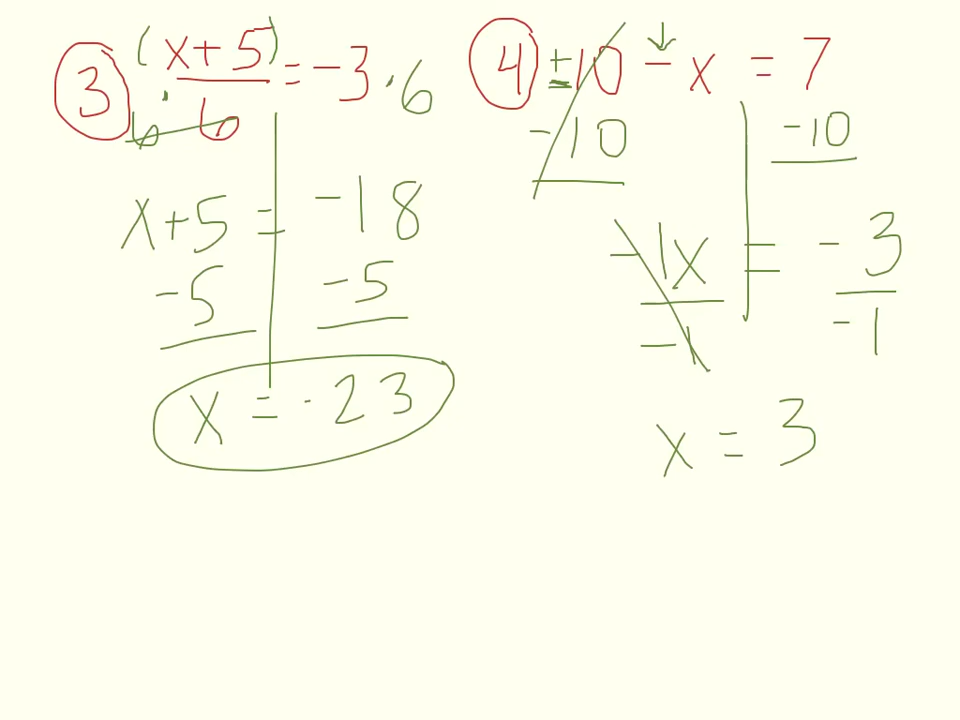 3 (x+5) = -3 · 6
6 · 6
x+5 = -18
-5 -5
x = -23
4 +10 - x = 7
-10 -10
-1x = -3
-1 -1
x = 3